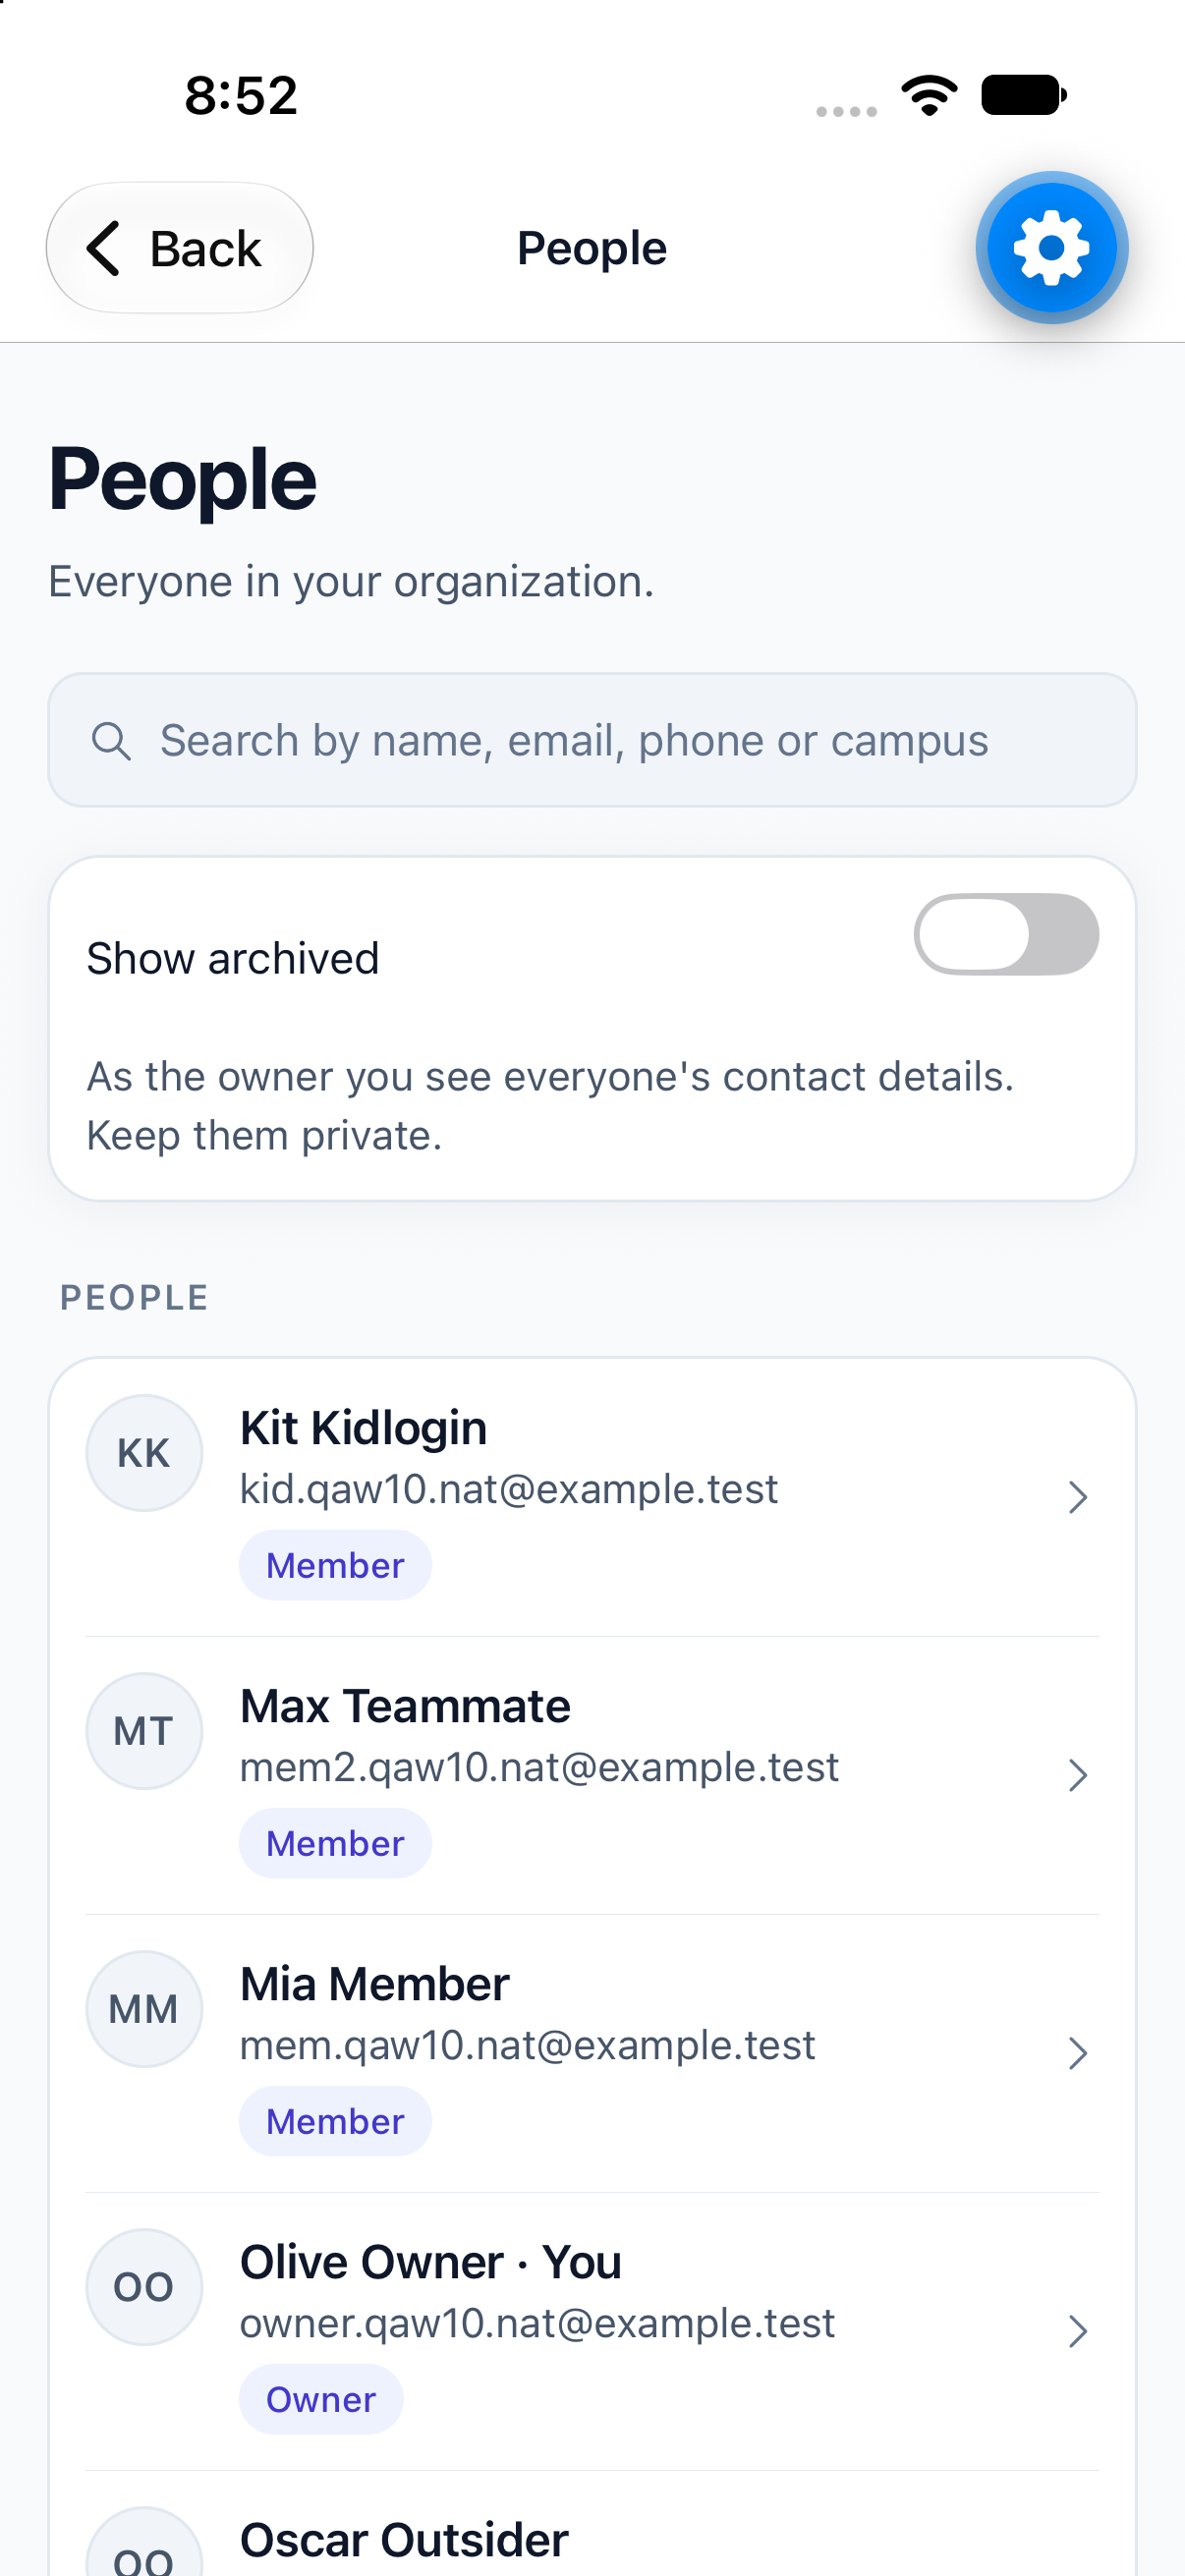 8:52
Back
People
People
Everyone in your organization.
Search by name, email, phone or campus
Show archived
As the owner you see everyone's contact details.
Keep them private.
PEOPLE
KK
Kit Kidlogin
kid.qaw10.nat@example.test
Member
MT
Max Teammate
mem2.qaw10.nat@example.test
Member
MM
Mia Member
mem.qaw10.nat@example.test
Member
OO
Olive Owner · You
owner.qaw10.nat@example.test
Owner
OO
Oscar Outsider